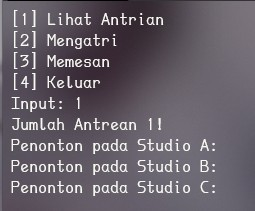 [1] Lihat Antrian
[2] Mengatri
[3] Memesan
[4] Keluar
Input: 1
Jumlah Antrean 1!
Penonton pada Studio A:
Penonton pada Studio B:
Penonton pada Studio C: